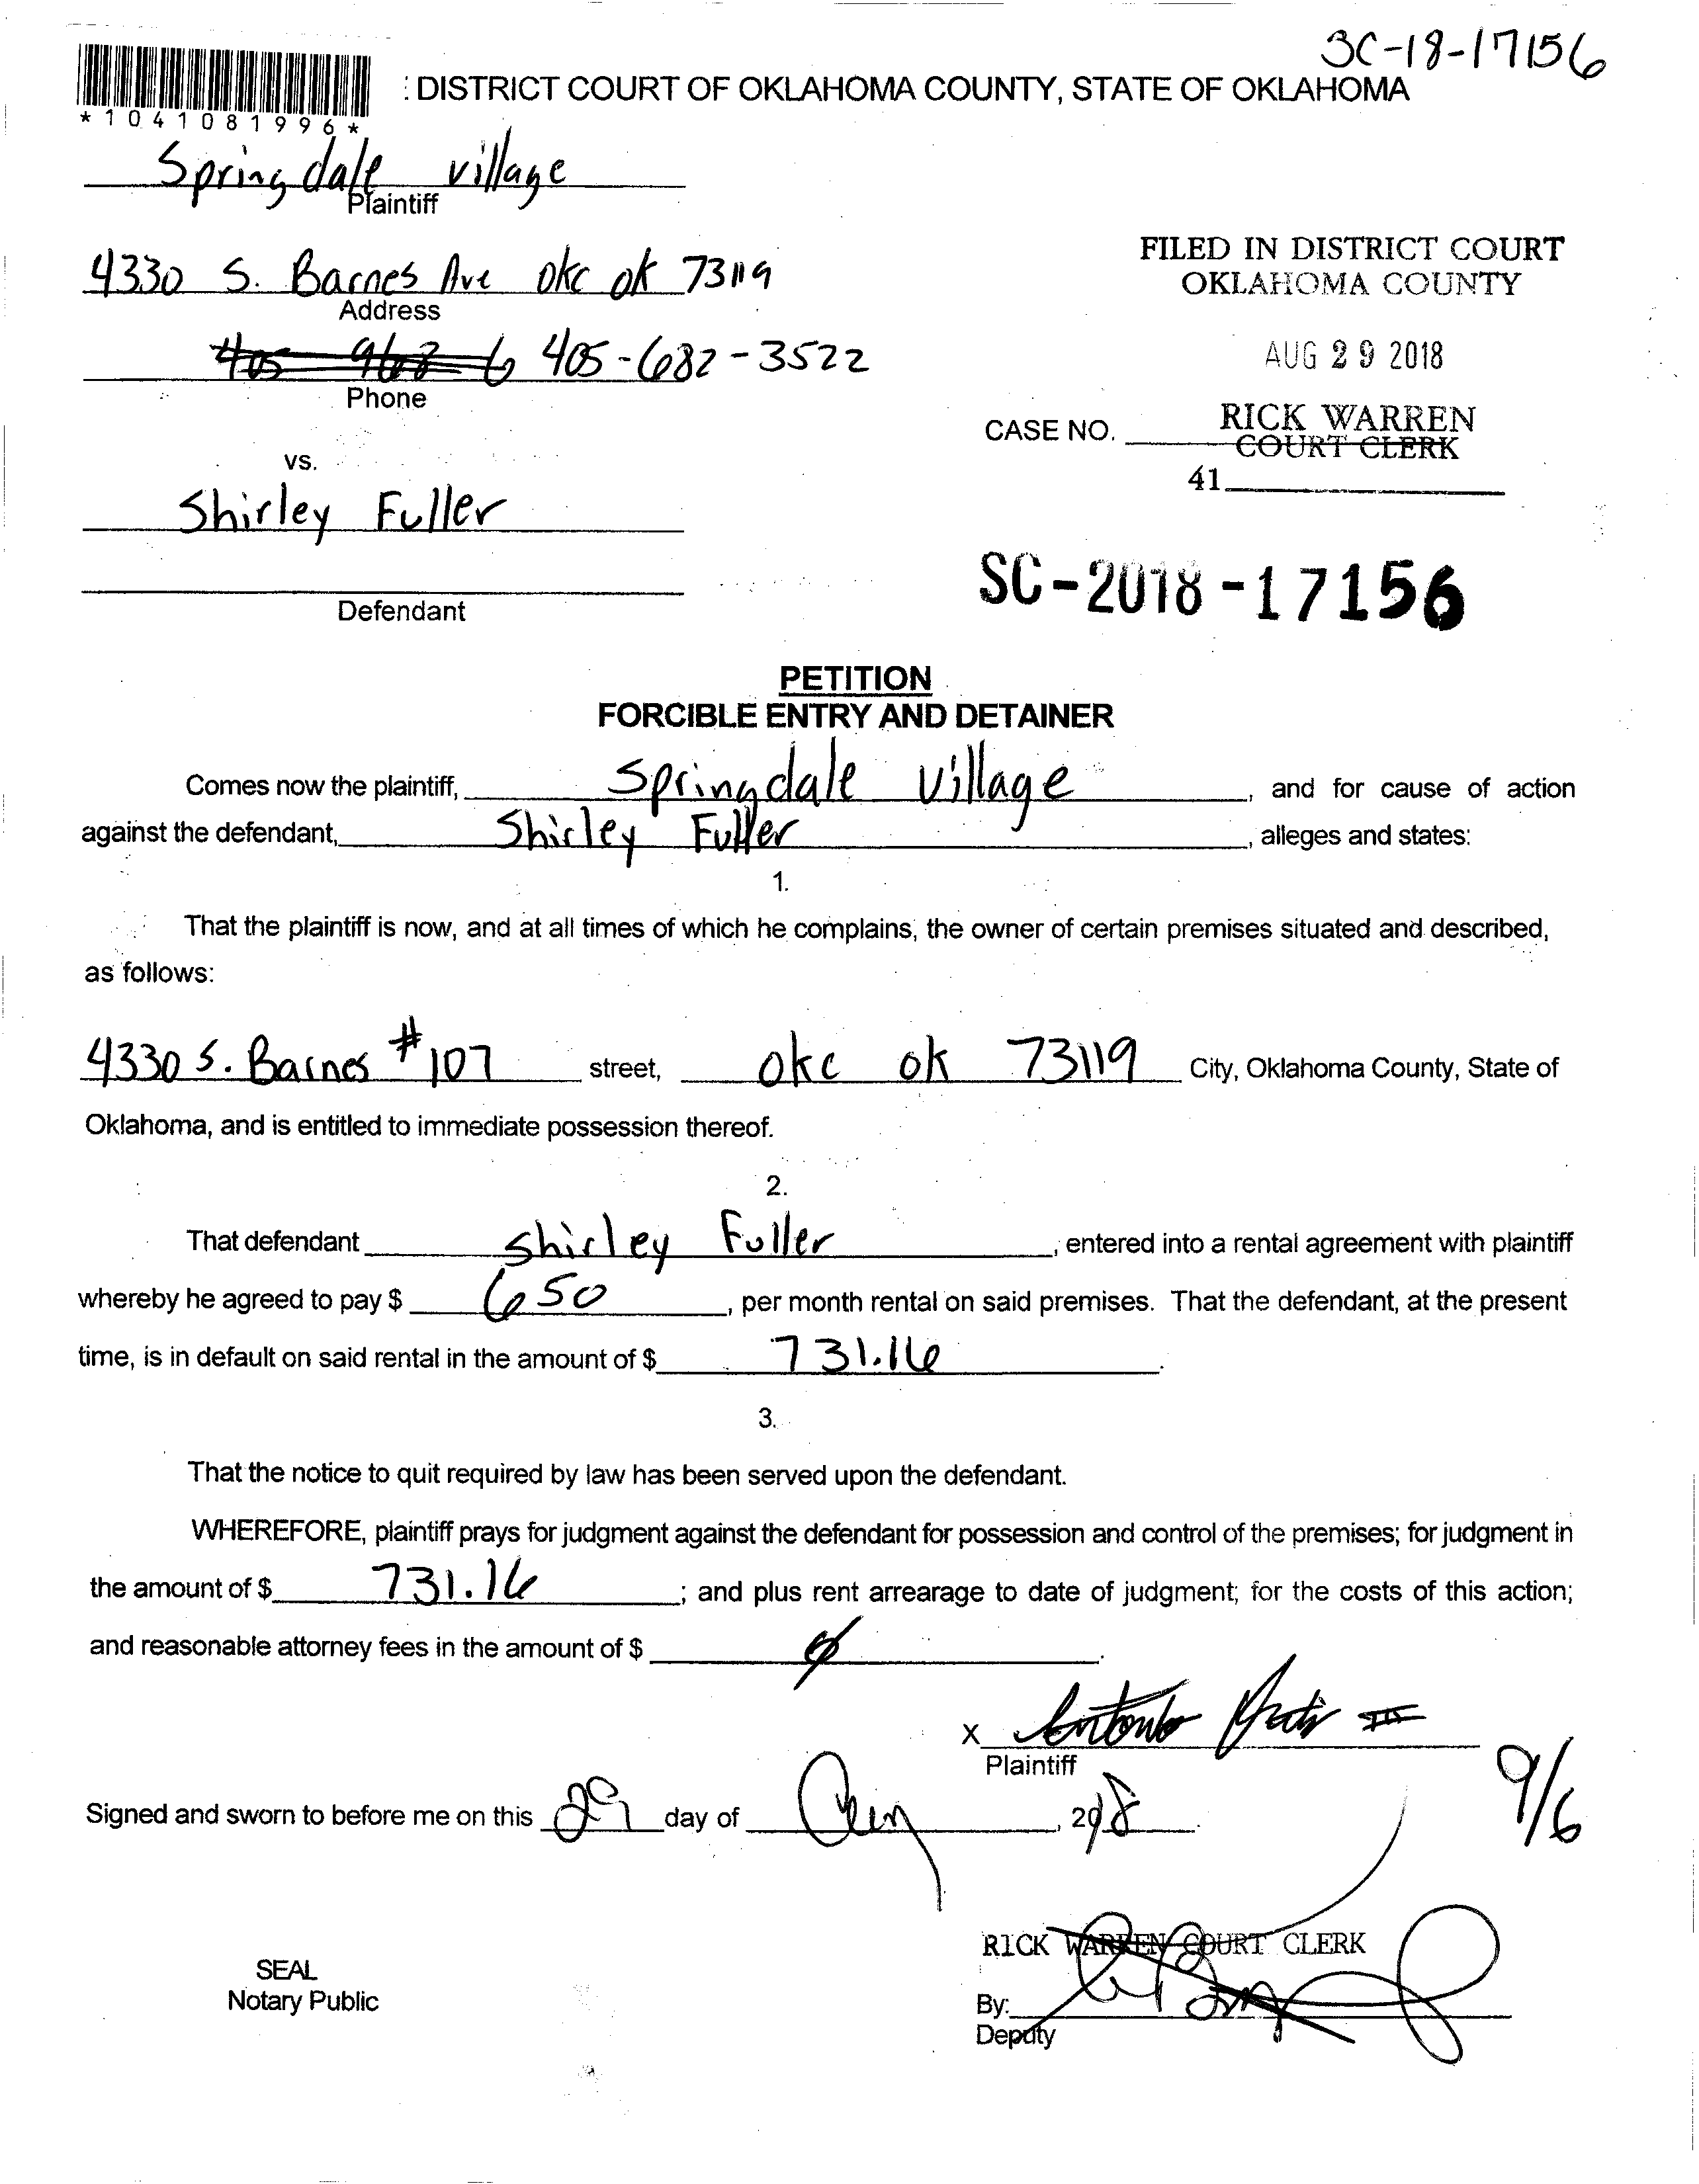 SC-18-17156
: DISTRICT COURT OF OKLAHOMA COUNTY, STATE OF OKLAHOMA
*1041081996*
Springdale village
Plaintiff
4330 S. Barnes Ave okc ok 73119
Address
405 968 6 405-682-3522
Phone
FILED IN DISTRICT COURT
OKLAHOMA COUNTY
AUG 29 2018
RICK WARREN
COURT CLERK
CASE NO.
41
vs.
Shirley Fuller
Defendant
SC-2018-17156
PETITION
FORCIBLE ENTRY AND DETAINER
Comes now the plaintiff, Springdale Village, and for cause of action
against the defendant, Shirley Fuller, alleges and states:
1.
That the plaintiff is now, and at all times of which he complains, the owner of certain premises situated and described,
as follows:
4330 S. Barnes #107 street, okc ok 73119 City, Oklahoma County, State of
Oklahoma, and is entitled to immediate possession thereof.
2.
That defendant Shirley Fuller, entered into a rental agreement with plaintiff
whereby he agreed to pay $ 650, per month rental on said premises. That the defendant, at the present
time, is in default on said rental in the amount of $ 731.16.
3.
That the notice to quit required by law has been served upon the defendant.
WHEREFORE, plaintiff prays for judgment against the defendant for possession and control of the premises; for judgment in
the amount of $ 731.16; and plus rent arrearage to date of judgment; for the costs of this action;
and reasonable attorney fees in the amount of $ .
X Antonio III
Plaintiff
9/6
Signed and sworn to before me on this 29 day of Aug, 2018.
RICK WARREN COURT CLERK
SEAL
Notary Public
By:
Deputy